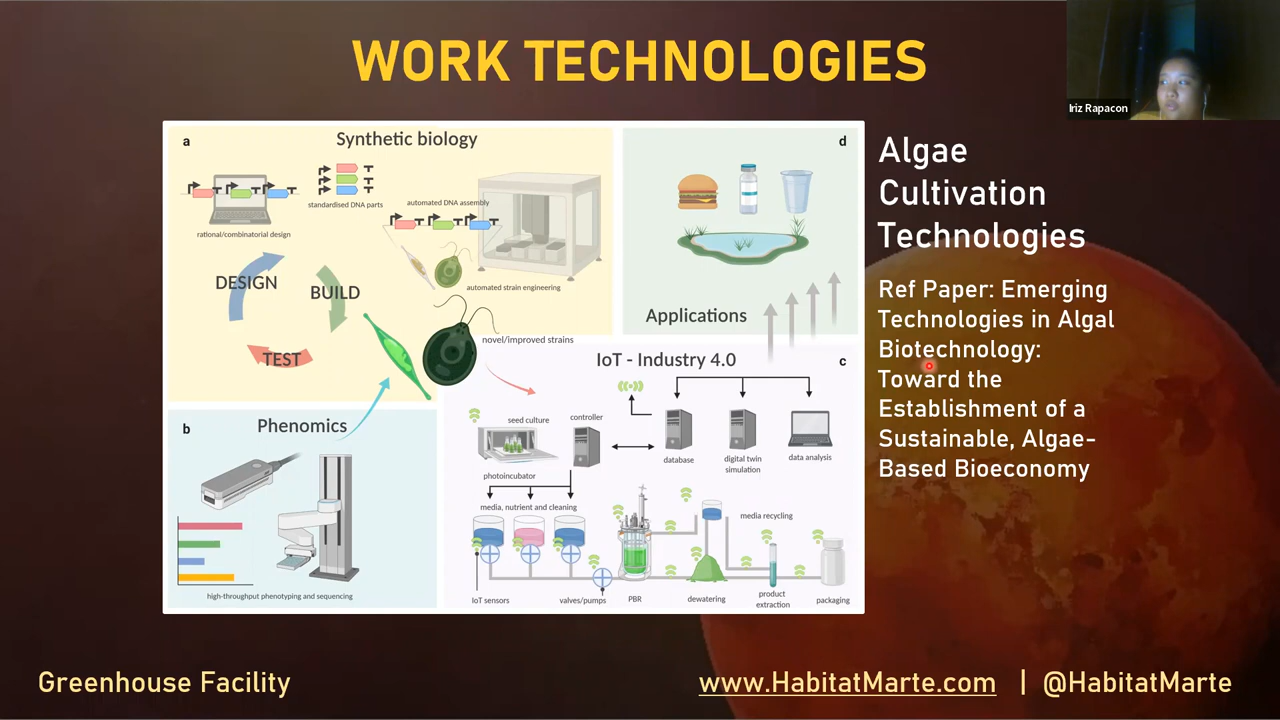 WORK TECHNOLOGIES
Iriz Rapacon
a
Synthetic biology
rational/combinatorial design
standardised DNA parts
automated DNA assembly
automated strain engineering
DESIGN
BUILD
TEST
novel/improved strains
d
Applications
b
Phenomics
high-throughput phenotyping and sequencing
IoT - Industry 4.0
c
seed culture
controller
photoincubator
database
digital twin
simulation
data analysis
media, nutrient and cleaning
media recycling
IoT sensors
valves/pumps
PBR
dewatering
product
extraction
packaging
Algae
Cultivation
Technologies
Ref Paper: Emerging
Technologies in Algal
Biotechnology:
Toward the
Establishment of a
Sustainable, Algae-
Based Bioeconomy
Greenhouse Facility
www.HabitatMarte.com | @HabitatMarte